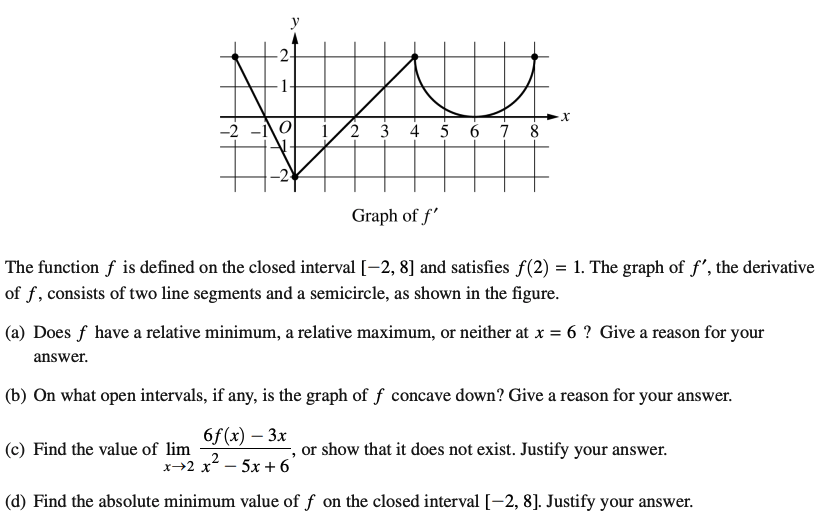 y
2
1
x
−2 −1 O 1 2 3 4 5 6 7 8
−1
−2
Graph of f′
The function f is defined on the closed interval [−2, 8] and satisfies f(2) = 1. The graph of f′, the derivative
of f, consists of two line segments and a semicircle, as shown in the figure.
(a) Does f have a relative minimum, a relative maximum, or neither at x = 6 ? Give a reason for your
answer.
(b) On what open intervals, if any, is the graph of f concave down? Give a reason for your answer.
(c) Find the value of lim x→2 (6f(x) − 3x)/(x² − 5x + 6), or show that it does not exist. Justify your answer.
(d) Find the absolute minimum value of f on the closed interval [−2, 8]. Justify your answer.